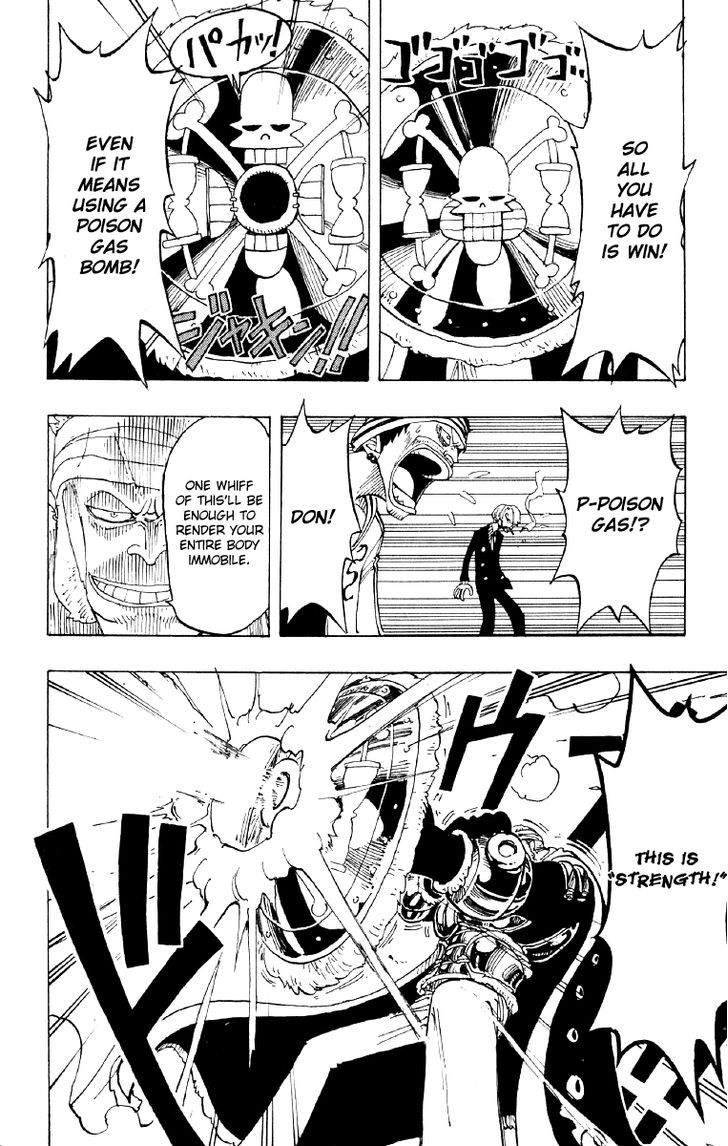 SO
ALL
YOU
HAVE
TO DO
IS WIN!
ゴゴゴゴゴ
パカッ!
EVEN
IF IT
MEANS
USING A
POISON
GAS
BOMB!
ジャキン!!
P-POISON
GAS!?
DON!
ONE WHIFF
OF THIS'LL BE
ENOUGH TO
RENDER YOUR
ENTIRE BODY
IMMOBILE.
THIS IS
"STRENGTH!"